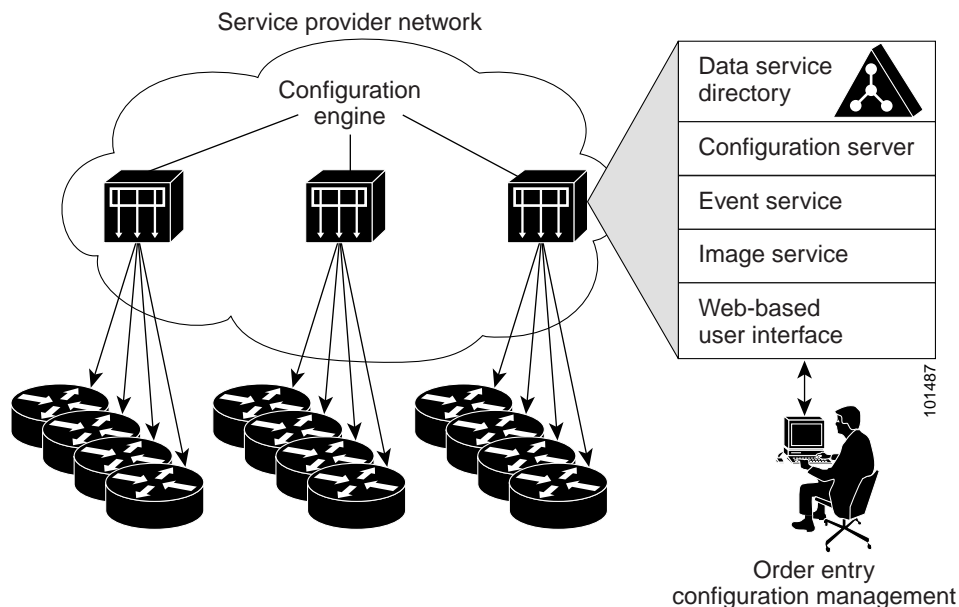 Service provider network
Configuration
engine
Data service
directory
Configuration server
Event service
Image service
Web-based
user interface
101487
Order entry
configuration management